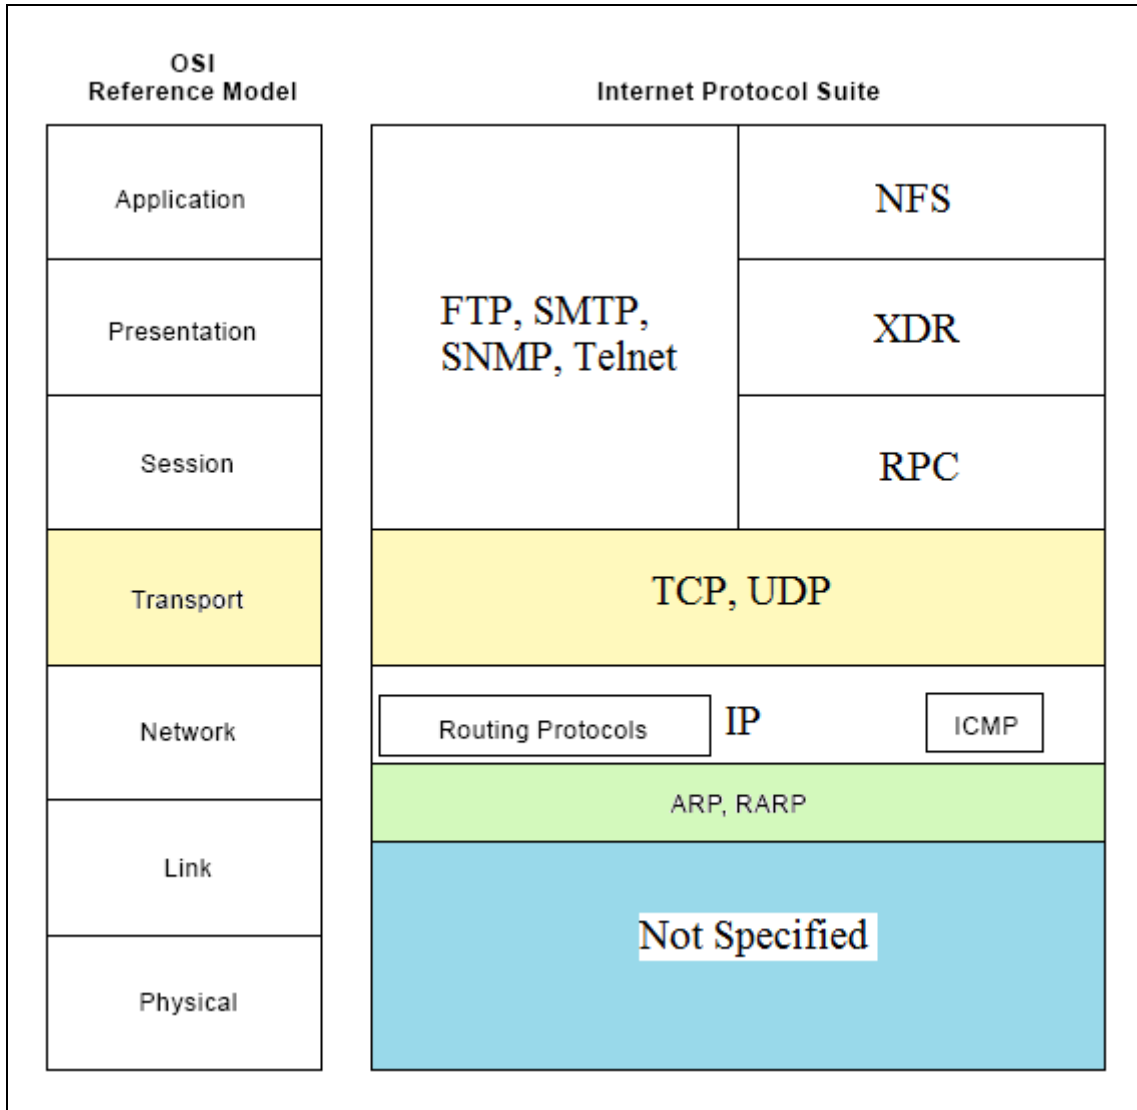 OSI
Reference Model
Internet Protocol Suite
Application
Presentation
Session
Transport
Network
Link
Physical
FTP, SMTP,
SNMP, Telnet
NFS
XDR
RPC
TCP, UDP
Routing Protocols
IP
ICMP
ARP, RARP
Not Specified